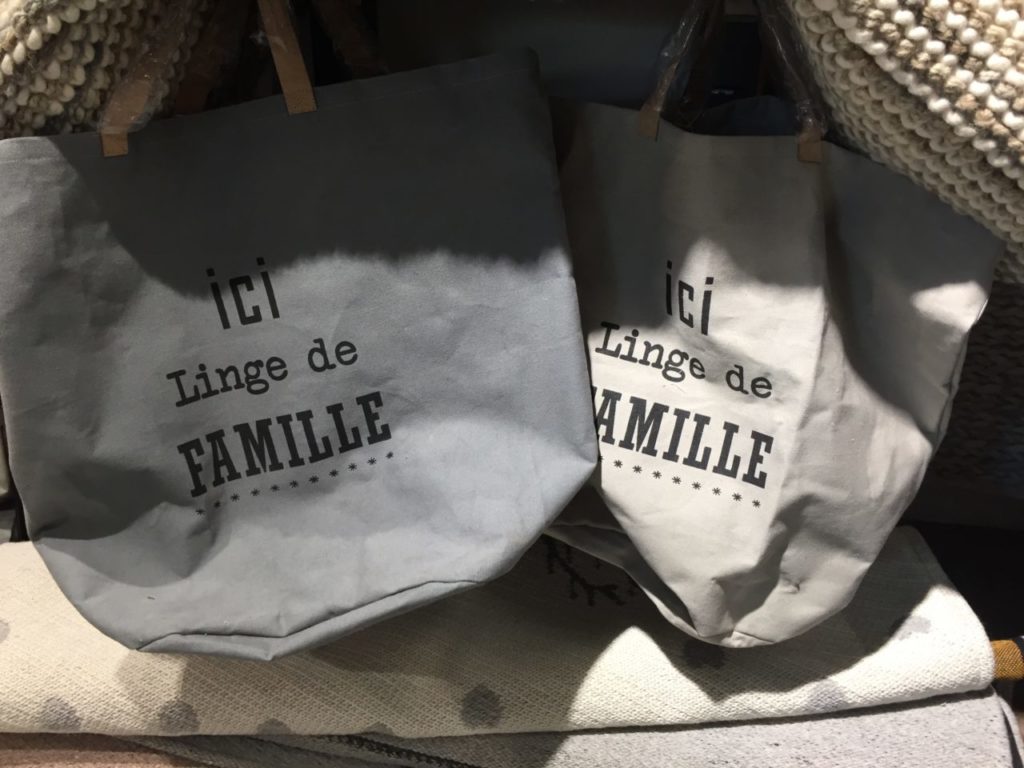 ici
Linge de
FAMILLE
**********
ici
Linge de
FAMILLE
*********